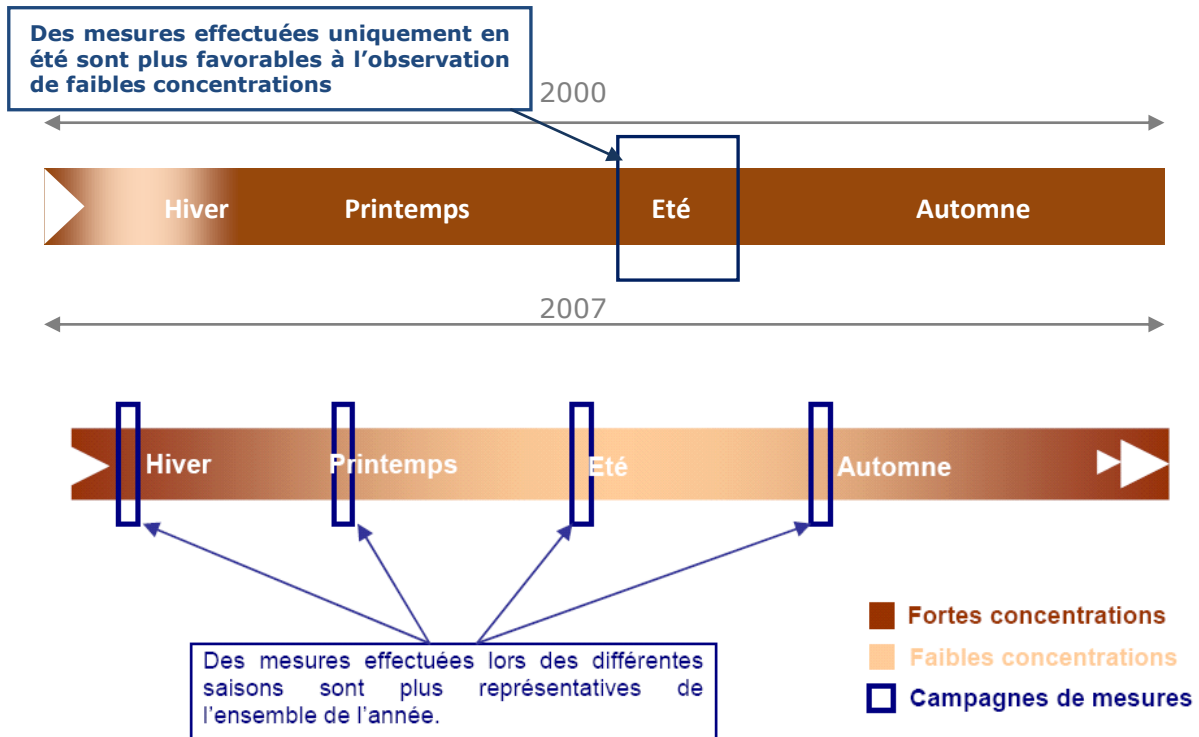 Des mesures effectuées uniquement en
été sont plus favorables à l’observation
de faibles concentrations
2000
Hiver
Printemps
Eté
Automne
2007
Hiver
Printemps
Eté
Automne
Des mesures effectuées lors des différentes
saisons sont plus représentatives de
l’ensemble de l’année.
Fortes concentrations
Faibles concentrations
Campagnes de mesures